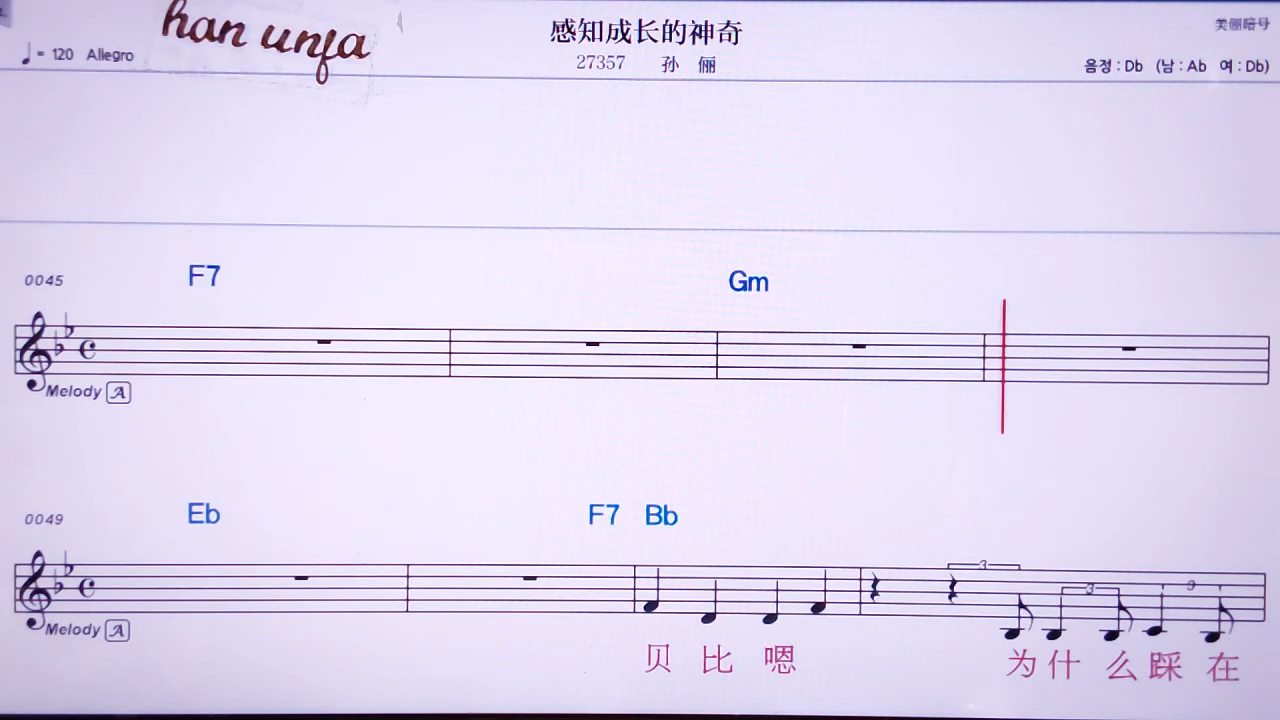 han unja
感知成长的神奇
美俪暗号
♩= 120 Allegro
27357 孙 俪
음정 : Db (남 : Ab 여 : Db)
0045 F7 Gm
Melody A
0049 Eb F7 Bb
3 3
Melody A
贝 比 嗯 为 什 么 踩 在